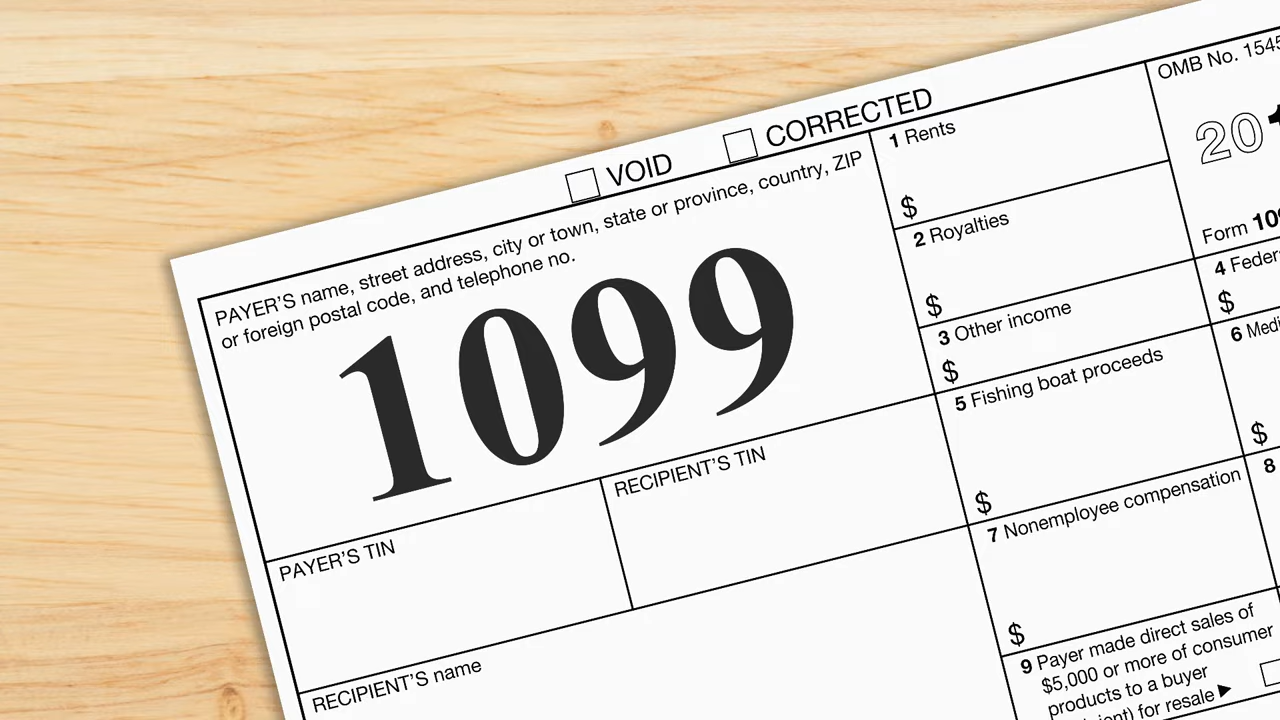 VOID
CORRECTED
PAYER'S name, street address, city or town, state or province, country, ZIP
or foreign postal code, and telephone no.
1099
1 Rents
$
2 Royalties
$
3 Other income
$
OMB No. 1545
20
Form
4
$
5 Fishing boat proceeds
$
6
$
PAYER'S TIN
RECIPIENT'S TIN
7 Nonemployee compensation
$
8
RECIPIENT'S name
9 Payer made direct sales of
$5,000 or more of consumer
products to a buyer
for resale ▶